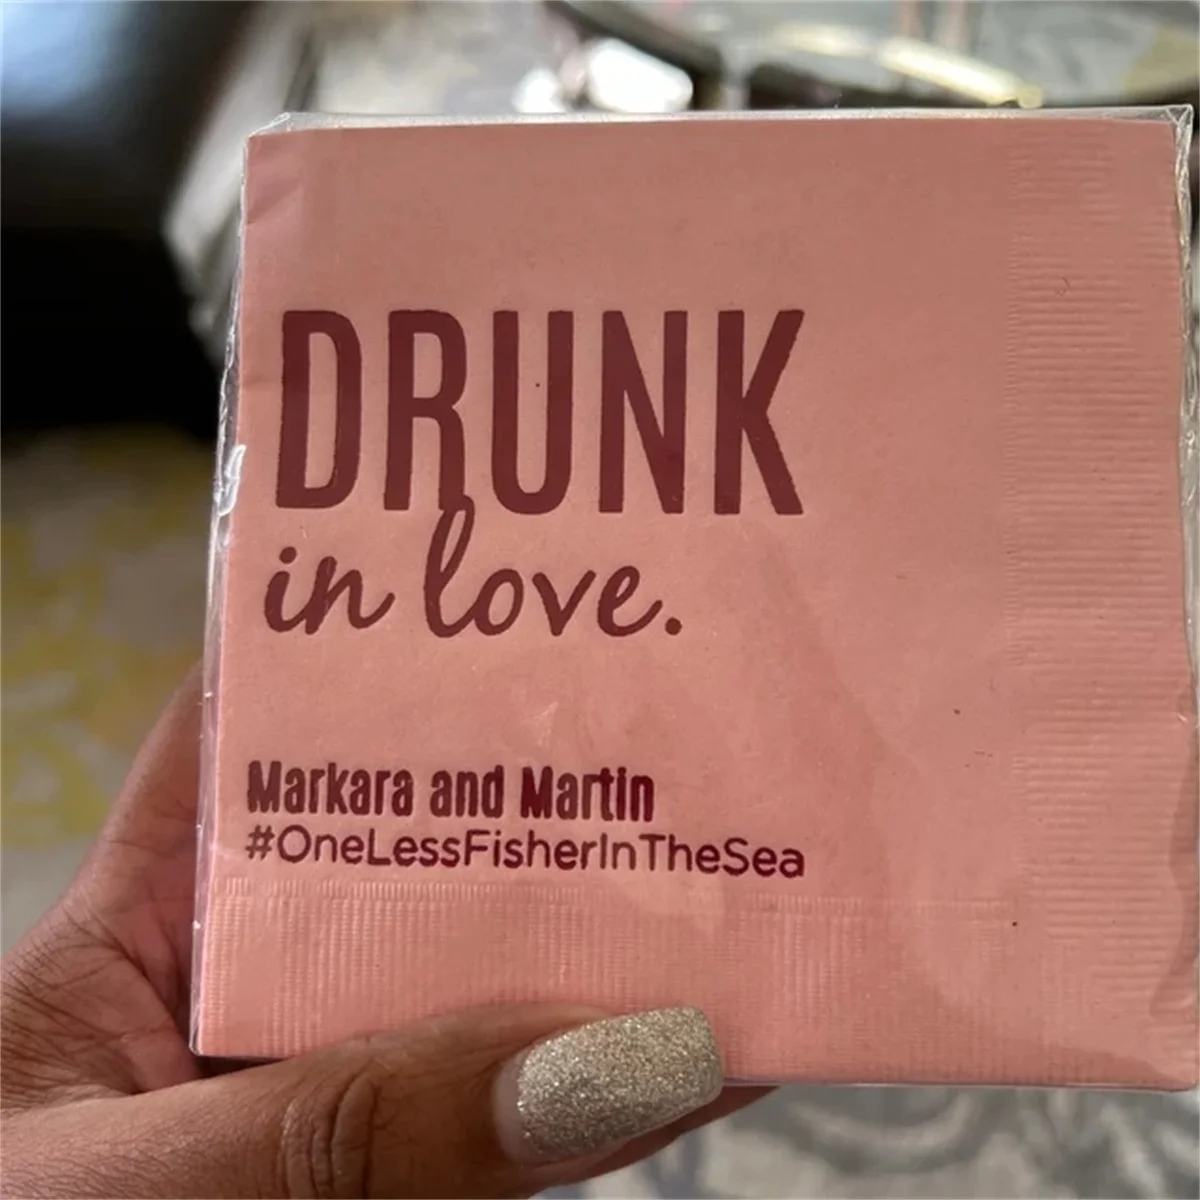 DRUNK
in love.
Markara and Martin
#OneLessFisherInTheSea